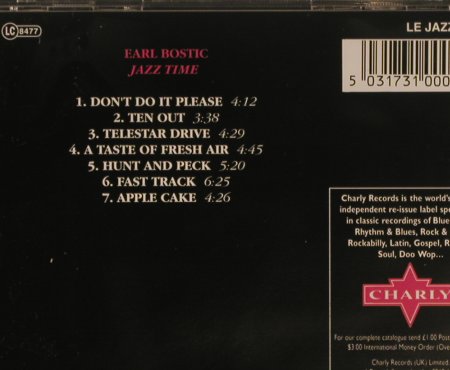 LC 8477
LE JAZZ
EARL BOSTIC
JAZZ TIME
5 031731 000
1. DON'T DO IT PLEASE 4:12
2. TEN OUT 3:38
3. TELESTAR DRIVE 4:29
4. A TASTE OF FRESH AIR 4:45
5. HUNT AND PECK 5:20
6. FAST TRACK 6:25
7. APPLE CAKE 4:26
Charly Records is the world's
independent re-issue label spe
in classic recordings of Blue
Rhythm & Blues, Rock &
Rockabilly, Latin, Gospel, R
Soul, Doo Wop...
CHARLY
For our complete catalogue send £1.00 Post
$3.00 International Money Order (Ove
Charly Records (UK) Limited